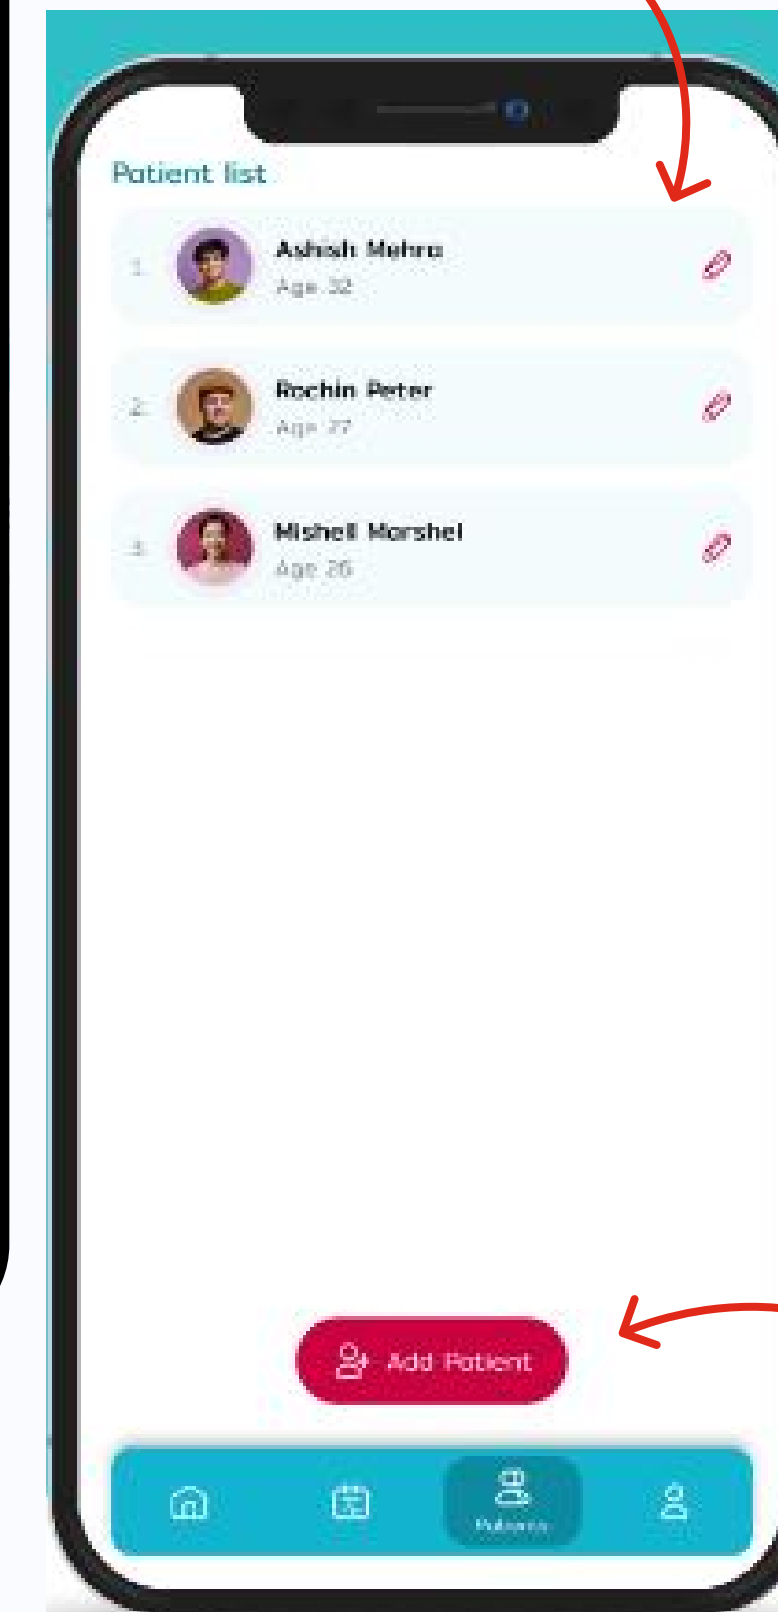 Patient list
1.
Ashish Mehra
Age 32
2.
Rochin Peter
Age 27
3.
Mishell Marshel
Age 26
Add Patient
Patients